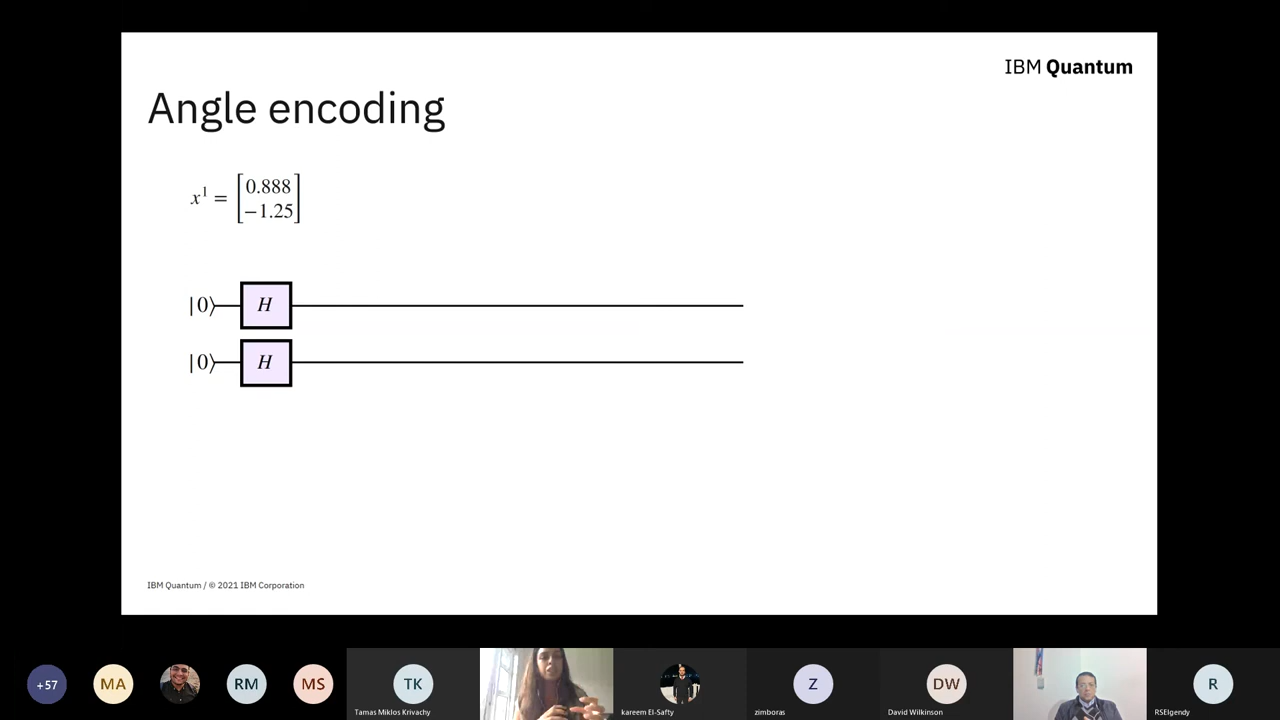 IBM Quantum
Angle encoding
x¹ = [0.888
−1.25]
|0⟩ H
|0⟩ H
IBM Quantum / © 2021 IBM Corporation
+57 MA RM MS TK Z DW R
Tamas Miklos Krivachy kareem El-Safty zimboras David Wilkinson RSElgendy